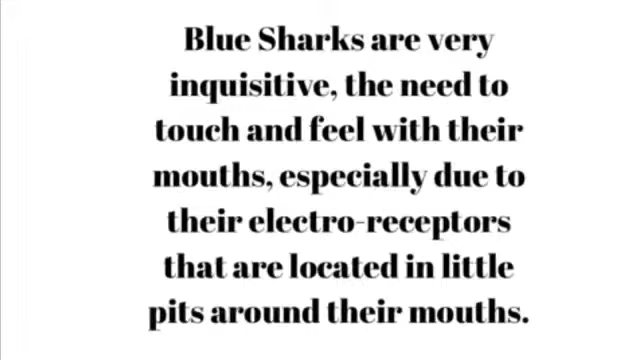 Blue Sharks are very
inquisitive, the need to
touch and feel with their
mouths, especially due to
their electro-receptors
that are located in little
pits around their mouths.